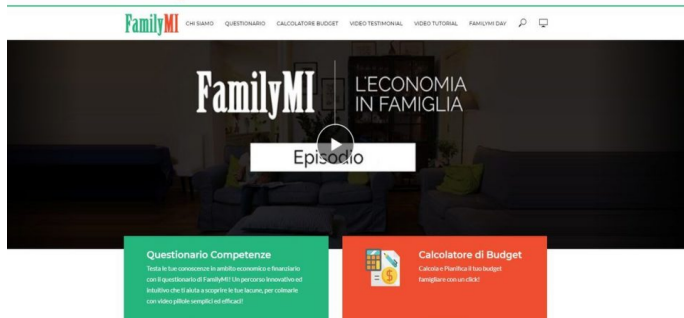 FamilyMI CHI SIAMO QUESTIONARIO CALCOLATORE BUDGET VIDEO TESTIMONIAL VIDEO TUTORIAL FAMILYMI DAY
FamilyMI L'ECONOMIA
IN FAMIGLIA
Episodio
Questionario Competenze
Testa le tue conoscenze in ambito economico e finanziario
con il questionario di FamilyMI! Un percorso innovativo ed
intuitivo che ti aiuta a scoprire le tue lacune, per colmarle
con video pillole semplici ed efficaci!
Calcolatore di Budget
Calcola e Pianifica il tuo budget
famigliare con un click!